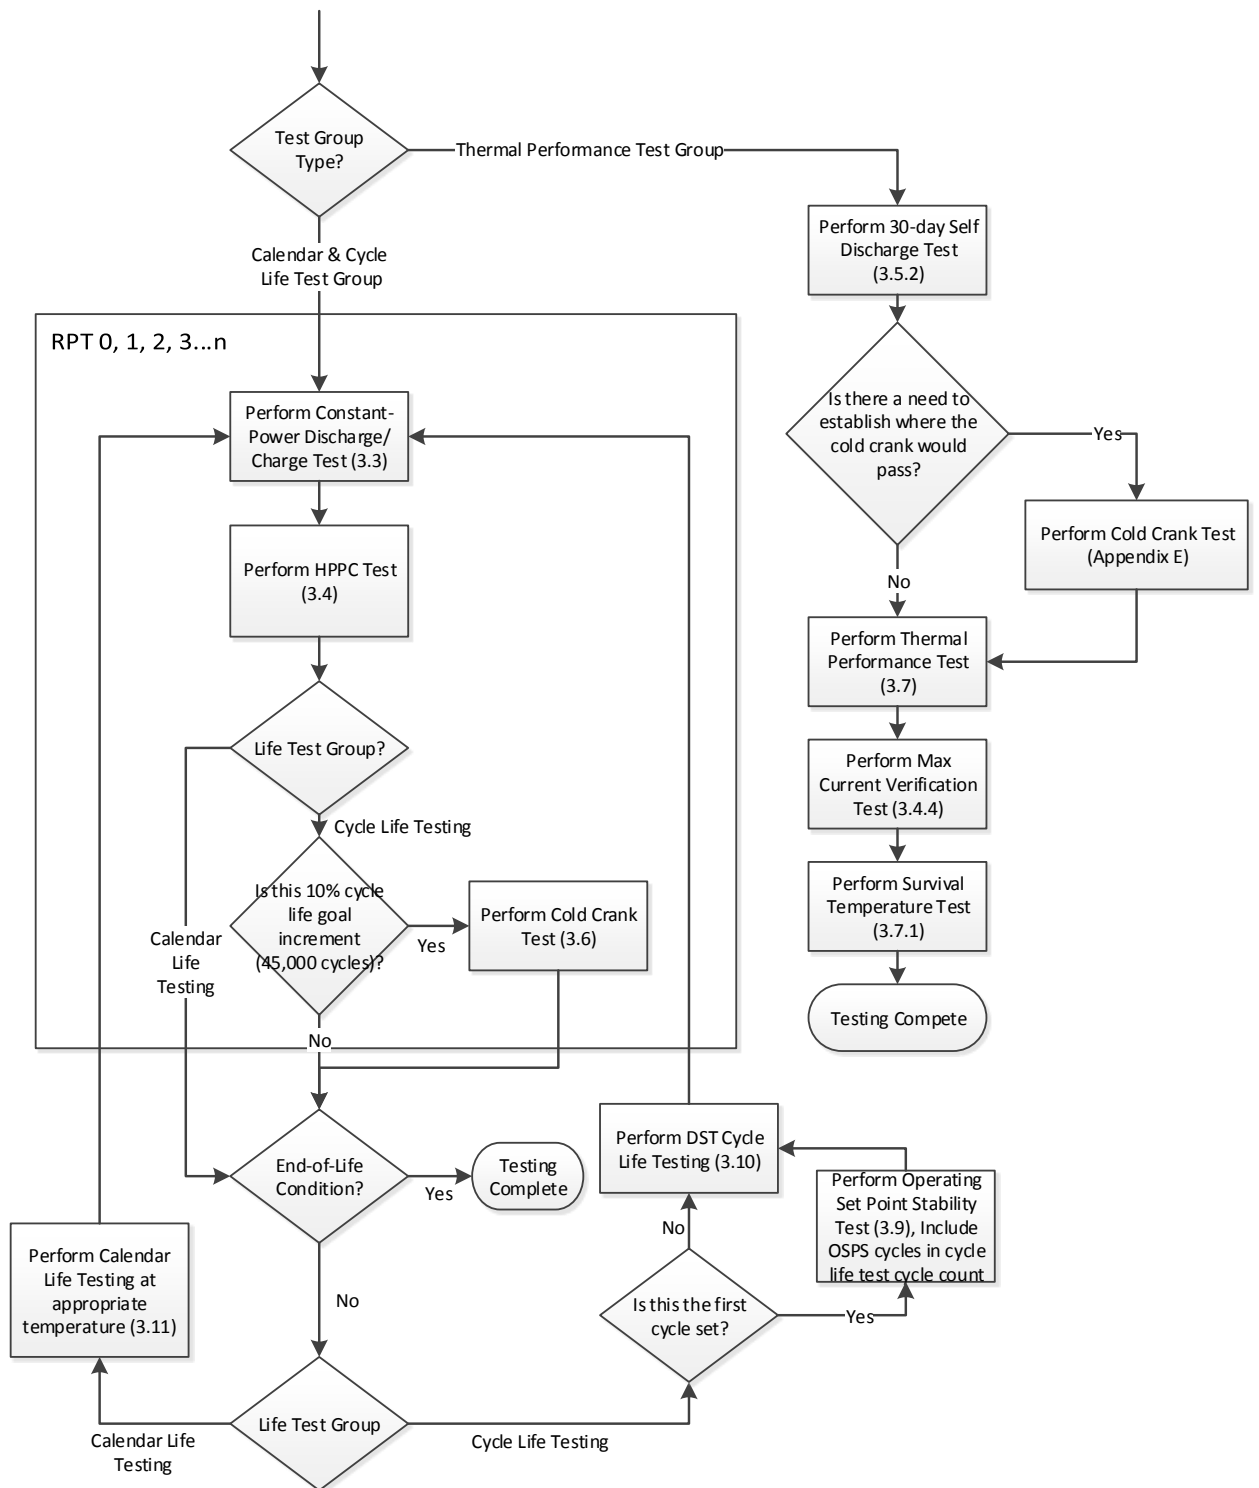 Test Group
Type?
Thermal Performance Test Group
Calendar & Cycle
Life Test Group
Perform 30-day Self
Discharge Test
(3.5.2)
RPT 0, 1, 2, 3...n
Is there a need to
establish where the
cold crank would
pass?
Yes
Perform Constant-
Power Discharge/
Charge Test (3.3)
Perform Cold Crank Test
(Appendix E)
Perform HPPC Test
(3.4)
No
Perform Thermal
Performance Test
(3.7)
Life Test Group?
Perform Max
Current Verification
Test (3.4.4)
Cycle Life Testing
Is this 10% cycle
life goal
increment
(45,000 cycles)?
Yes
Perform Cold Crank
Test (3.6)
Perform Survival
Temperature Test
(3.7.1)
Calendar
Life
Testing
Testing Compete
No
End-of-Life
Condition?
Yes
Testing
Complete
Perform DST Cycle
Life Testing (3.10)
Perform Operating
Set Point Stability
Test (3.9), Include
OSPS cycles in cycle
life test cycle count
No
Perform Calendar
Life Testing at
appropriate
temperature (3.11)
No
Is this the first
cycle set?
Yes
Life Test Group
Calendar Life
Testing
Cycle Life Testing